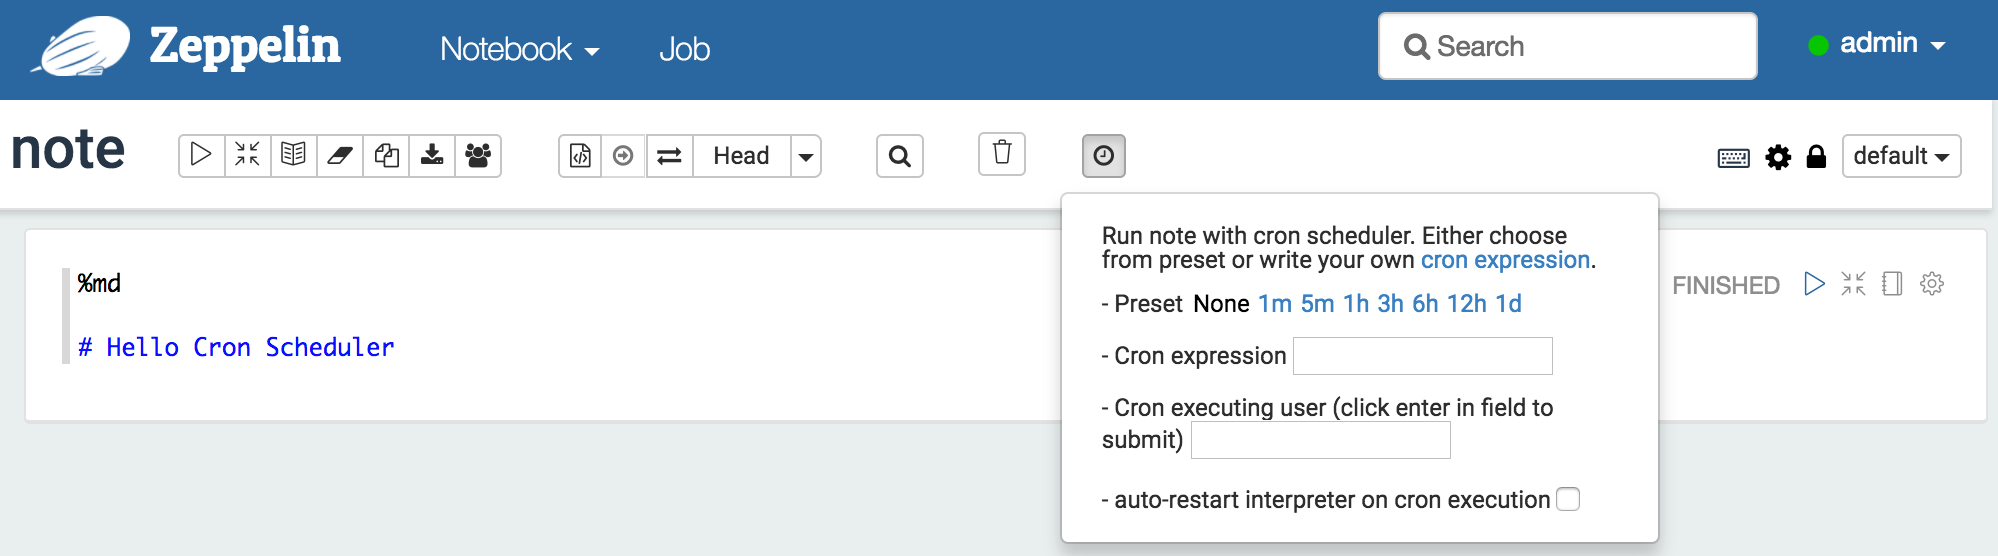 Zeppelin Notebook Job Search admin
note Head default
Run note with cron scheduler. Either choose
from preset or write your own cron expression.
- Preset None 1m 5m 1h 3h 6h 12h 1d
- Cron expression
- Cron executing user (click enter in field to
submit)
- auto-restart interpreter on cron execution
%md
# Hello Cron Scheduler
FINISHED